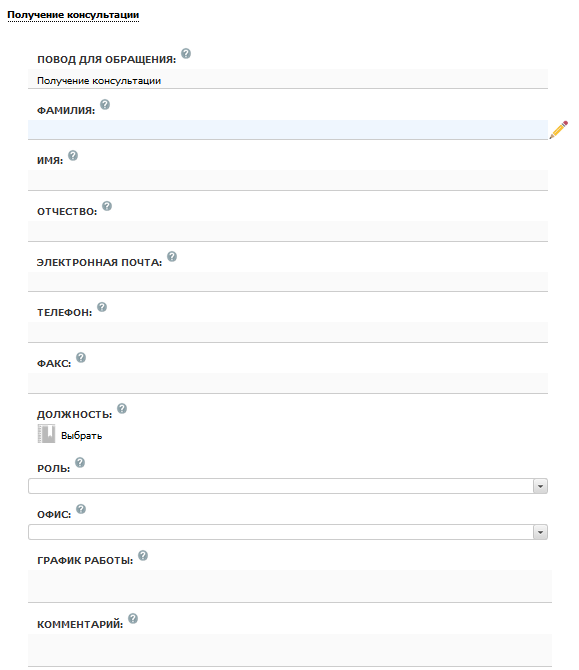 Получение консультации
ПОВОД ДЛЯ ОБРАЩЕНИЯ: ?
Получение консультации
ФАМИЛИЯ: ?
ИМЯ: ?
ОТЧЕСТВО: ?
ЭЛЕКТРОННАЯ ПОЧТА: ?
ТЕЛЕФОН: ?
ФАКС: ?
ДОЛЖНОСТЬ: ?
Выбрать
РОЛЬ: ?
ОФИС: ?
ГРАФИК РАБОТЫ: ?
КОММЕНТАРИЙ: ?